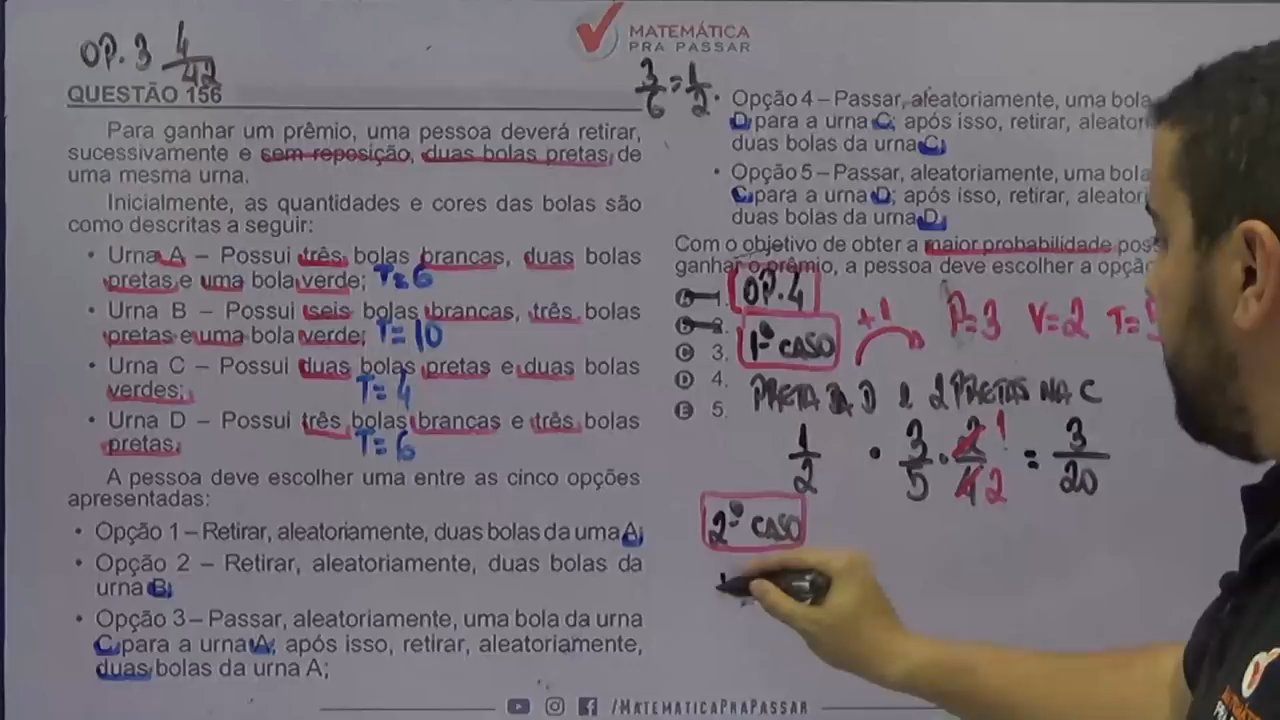 MATEMÁTICA
PRA PASSAR
OP. 3 4/42
QUESTÃO 156
Para ganhar um prêmio, uma pessoa deverá retirar,
sucessivamente e sem reposição, duas bolas pretas de
uma mesma urna.
Inicialmente, as quantidades e cores das bolas são
como descritas a seguir:
• Urna A – Possui três bolas brancas, duas bolas
pretas e uma bola verde; T=6
• Urna B – Possui seis bolas brancas, três bolas
pretas e uma bola verde; T=10
• Urna C – Possui duas bolas pretas e duas bolas
verdes; T=4
• Urna D – Possui três bolas brancas e três bolas
pretas. T=6
A pessoa deve escolher uma entre as cinco opções
apresentadas:
• Opção 1 – Retirar, aleatoriamente, duas bolas da urna A;
• Opção 2 – Retirar, aleatoriamente, duas bolas da
urna B;
• Opção 3 – Passar, aleatoriamente, uma bola da urna
C para a urna A; após isso, retirar, aleatoriamente,
duas bolas da urna A;
3/6 = 1/2
• Opção 4 – Passar, aleatoriamente, uma bola
D para a urna C; após isso, retirar,
duas bolas da urna C;
• Opção 5 – Passar, aleatoriamente, uma bola
C para a urna D; após isso, retirar,
duas bolas da urna D.
Com o objetivo de obter a maior probabilidade
ganhar o prêmio, a pessoa deve escolher a opção
A 1.
B 2.
C 3.
D 4.
E 5.
OP. 4
1º CASO
+1 P=3 V=2 T=5
PRETA DA D E 2 PRETAS NA C
1/2 · 3/5 · 2/4 1 2 = 3/20
2º CASO
/MATEMATICAPRAPASSAR